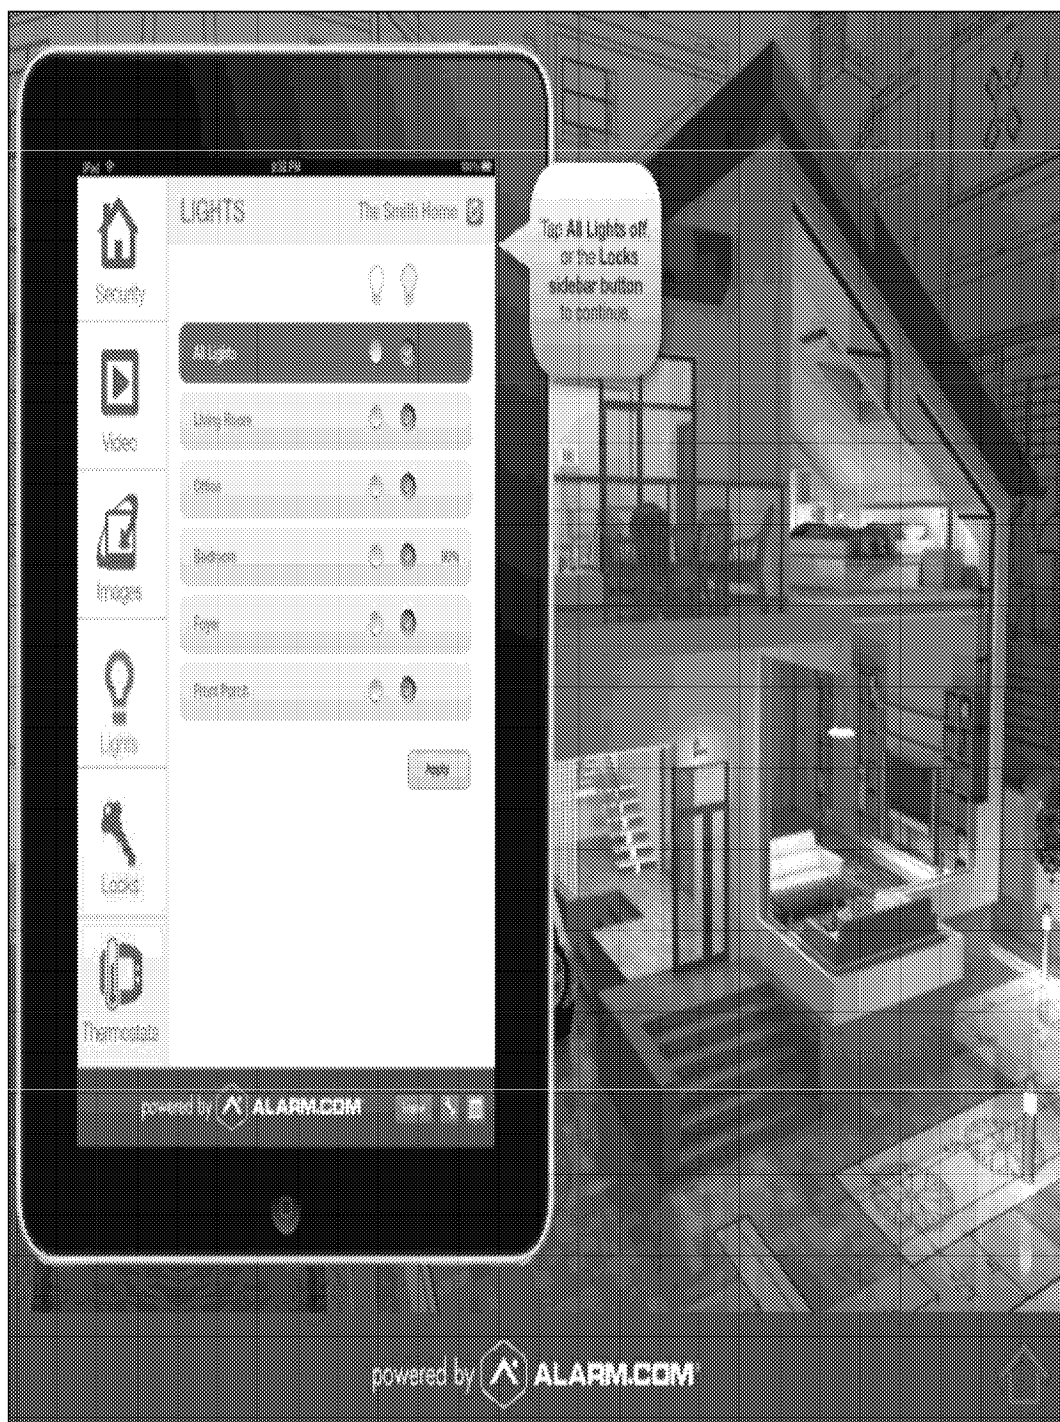 iPad
LIGHTS
The Smith Home
Security
Video
Images
Lights
Locks
Thermostats
All Lights
Living Room
Office
Bedroom
Foyer
Front Porch
Apply
powered by ALARM.COM
Tap All Lights off,
or the Locks
sidebar button
to continue
powered by ALARM.COM